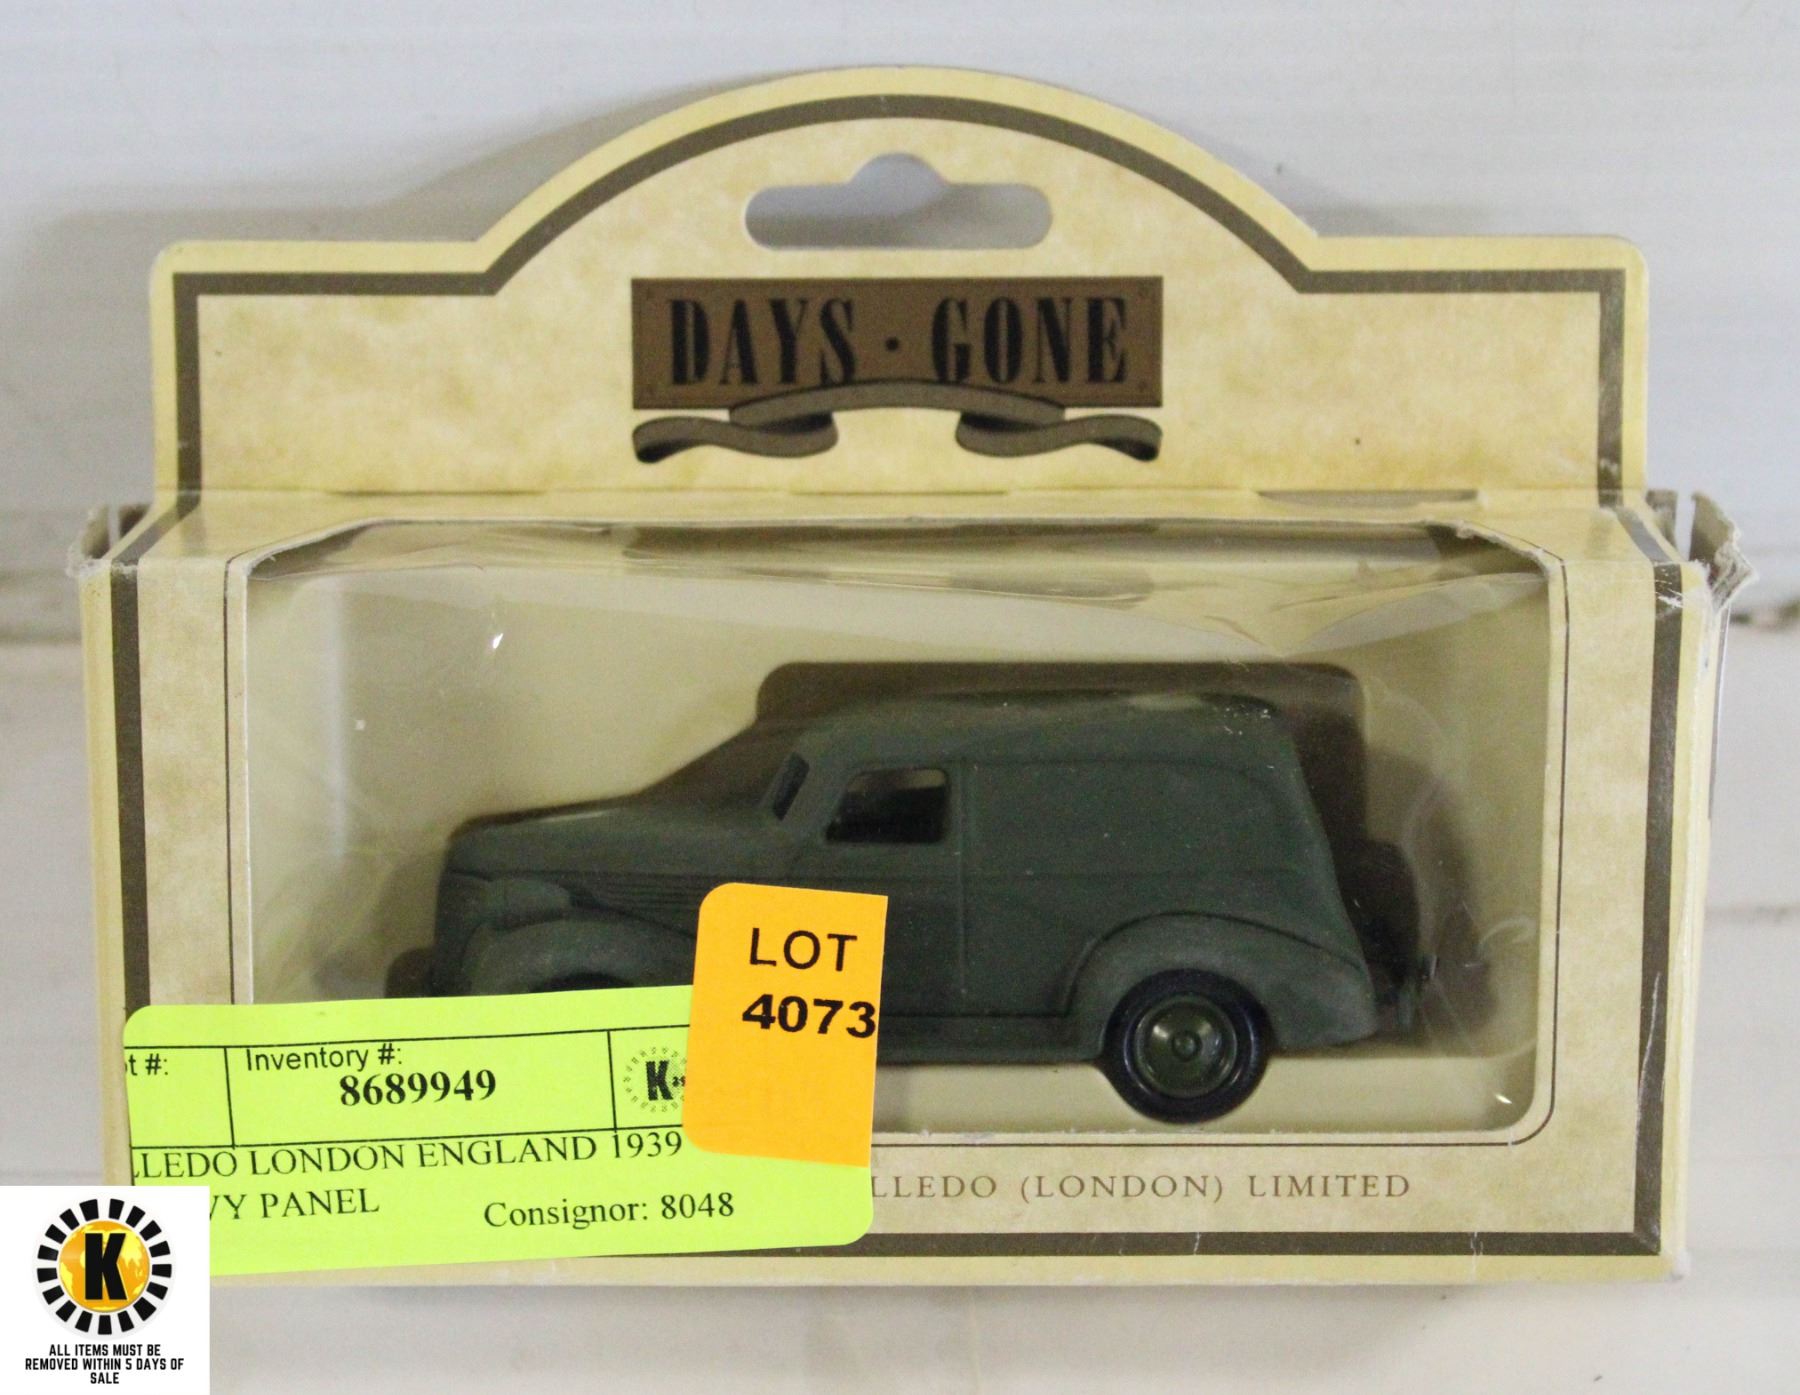 DAYS · GONE
LOT
4073
t #:
Inventory #:
8689949
K
LLEDO LONDON ENGLAND 1939
VY PANEL
Consignor: 8048
LLEDO (LONDON) LIMITED
K
ALL ITEMS MUST BE
REMOVED WITHIN 5 DAYS OF
SALE